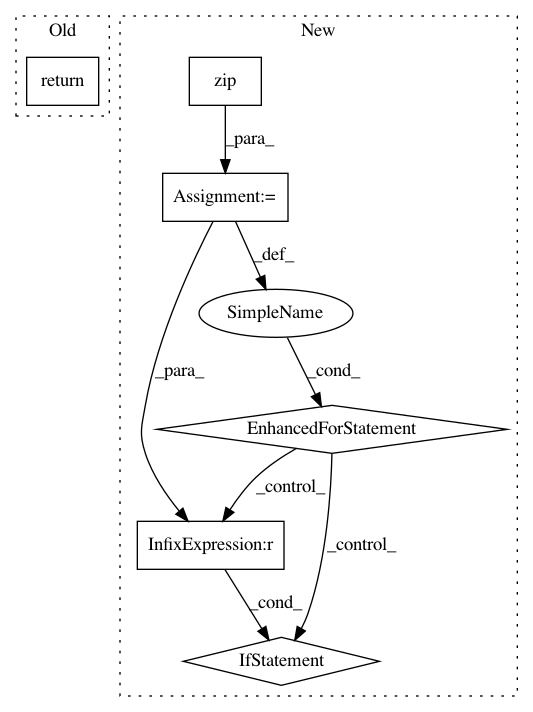 Old
New
return
zip
_para_
Assignment:=
_def_
SimpleName
_para_
_cond_
EnhancedForStatement
_control_
InfixExpression:r
_control_
_cond_
IfStatement